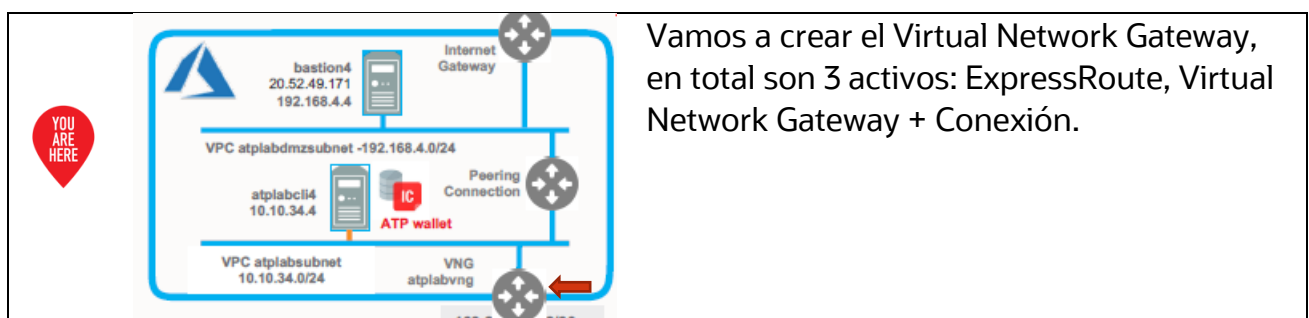 YOU
ARE
HERE
Internet
Gateway
bastion4
20.52.49.171
192.168.4.4
VPC atplabdmzsubnet -192.168.4.0/24
Peering
Connection
atplabcli4
10.10.34.4
IC
ATP wallet
VPC atplabsubnet
10.10.34.0/24
VNG
atplabvng
Vamos a crear el Virtual Network Gateway,
en total son 3 activos: ExpressRoute, Virtual
Network Gateway + Conexión.